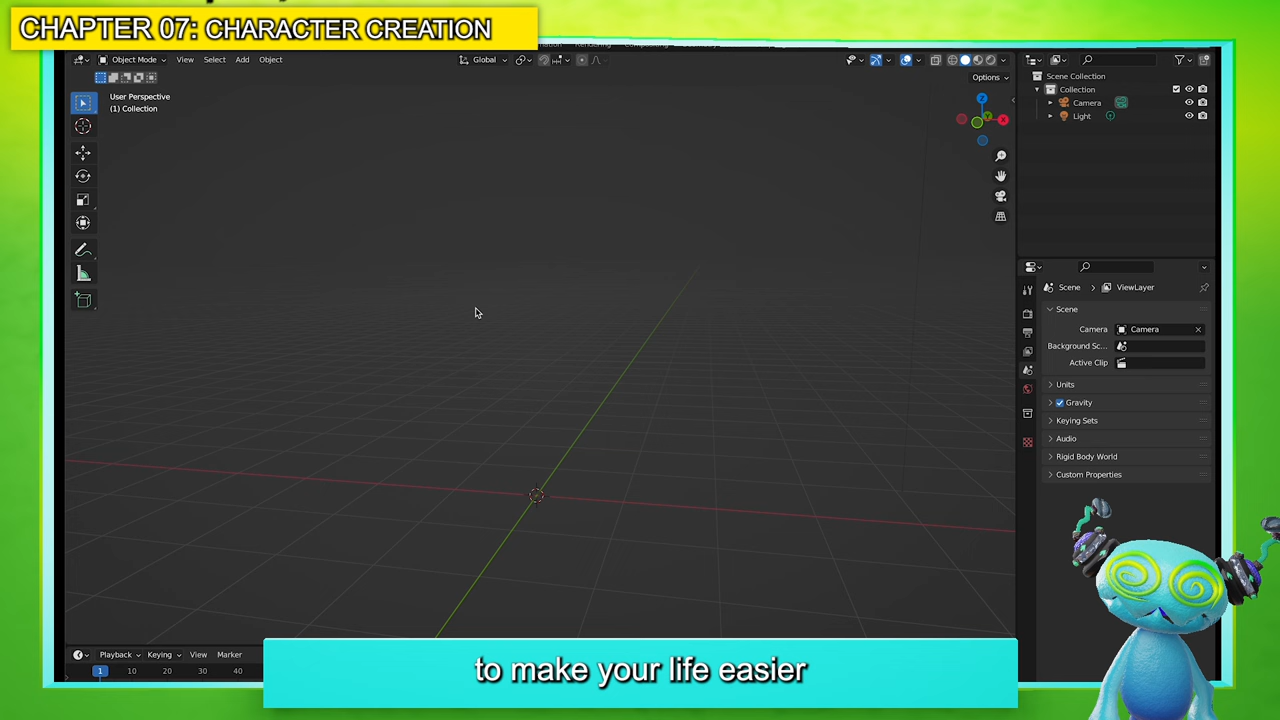 CHAPTER 07: CHARACTER CREATION
Object Mode View Select Add Object Global
Options
User Perspective
(1) Collection
Z
Y
X
Scene Collection
Collection
Camera
Light
Scene ViewLayer
Scene
Camera Camera
Background Sc...
Active Clip
Units
Gravity
Keying Sets
Audio
Rigid Body World
Custom Properties
Playback Keying View Marker
1 10 20 30 40
to make your life easier